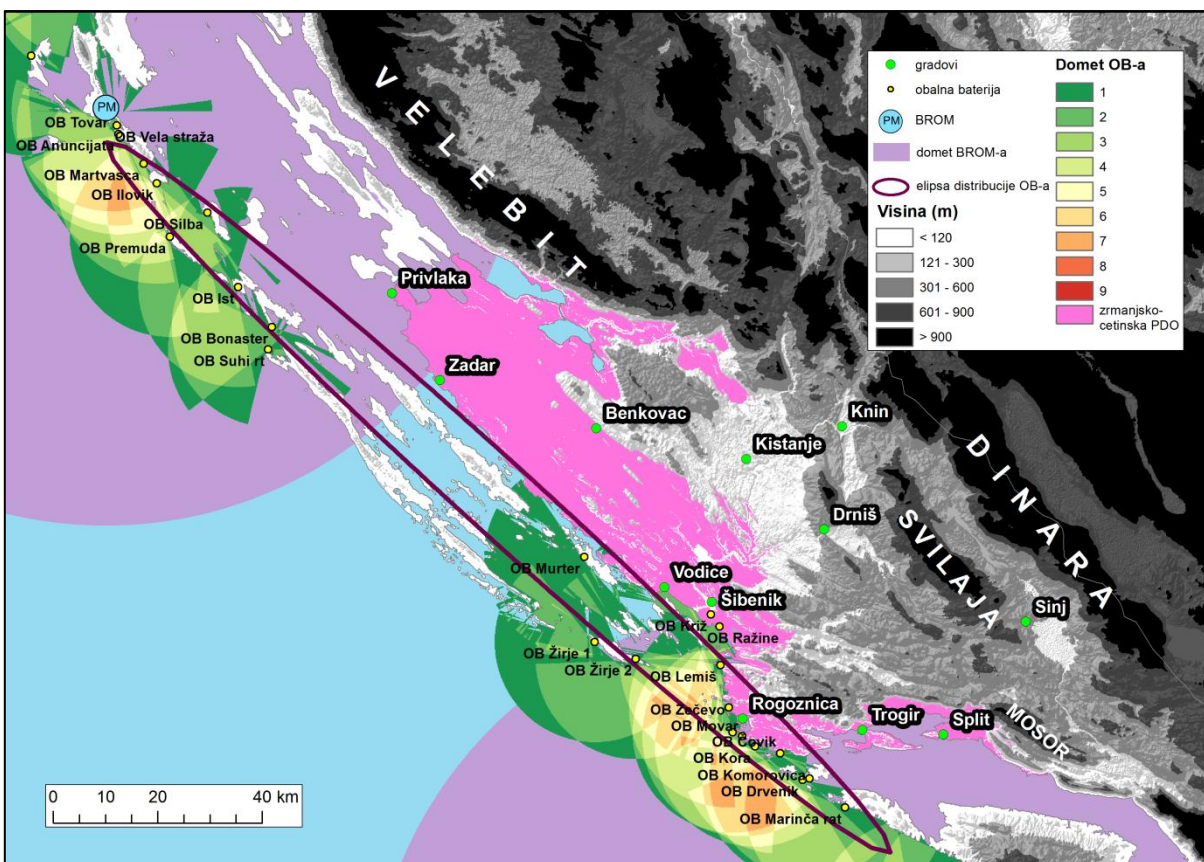 PM
OB Tovar
OB Vela straža
OB Anuncijata
OB Martvasca
OB Ilovik
OB Silba
OB Premuda
OB Ist
OB Bonaster
OB Suhi rt
VELEBIT
Privlaka
Zadar
Benkovac
Knin
Kistanje
Drniš
DINARA
SVILAJA
Sinj
OB Murter
Vodice
Šibenik
OB Križ
OB Ražine
OB Žirje 1
OB Žirje 2
OB Lemiš
OB Zečevo
Rogoznica
OB Movar
OB Čovik
OB Kora
Trogir
Split
MOSOR
OB Komorovica
OB Drvenik
OB Marinča rat
gradovi
obalna baterija
PM
BROM
domet BROM-a
elipsa distribucije OB-a
Visina (m)
< 120
121 - 300
301 - 600
601 - 900
> 900
Domet OB-a
1
2
3
4
5
6
7
8
9
zrmanjsko-
cetinska PDO
0 10 20 40 km